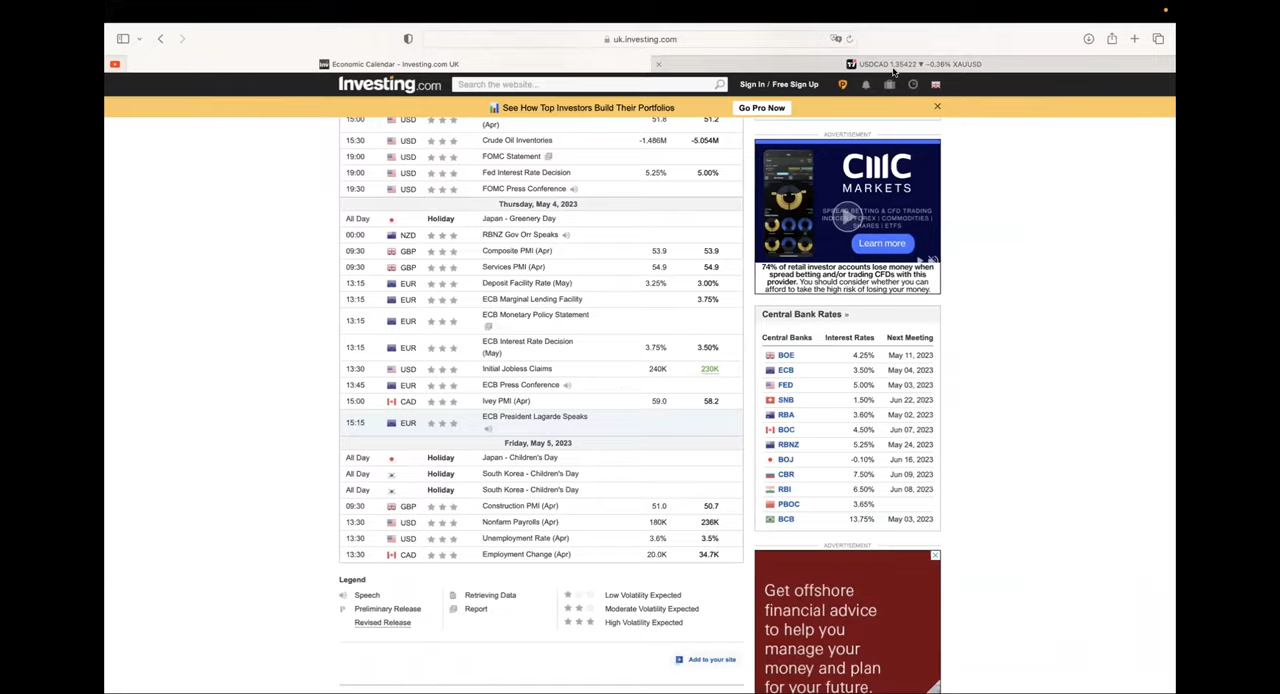 uk.investing.com
Economic Calendar - Investing.com UK
USDCAD 1.35422 ▼ −0.36% XAUUSD
Investing.com
Search the website...
Sign In / Free Sign Up
See How Top Investors Build Their Portfolios
Go Pro Now
15:00 USD 51.8 51.2
(Apr)
15:30 USD Crude Oil Inventories -1.486M -5.054M
19:00 USD FOMC Statement
19:00 USD Fed Interest Rate Decision 5.25% 5.00%
19:30 USD FOMC Press Conference
Thursday, May 4, 2023
All Day Holiday Japan - Greenery Day
00:00 NZD RBNZ Gov Orr Speaks
09:30 GBP Composite PMI (Apr) 53.9 53.9
09:30 GBP Services PMI (Apr) 54.9 54.9
13:15 EUR Deposit Facility Rate (May) 3.25% 3.00%
13:15 EUR ECB Marginal Lending Facility 3.75%
13:15 EUR ECB Monetary Policy Statement
13:15 EUR ECB Interest Rate Decision 3.75% 3.50%
(May)
13:30 USD Initial Jobless Claims 240K 230K
13:45 EUR ECB Press Conference
15:00 CAD Ivey PMI (Apr) 59.0 58.2
15:15 EUR ECB President Lagarde Speaks
Friday, May 5, 2023
All Day Holiday Japan - Children's Day
All Day Holiday South Korea - Children's Day
All Day Holiday South Korea - Children's Day
09:30 GBP Construction PMI (Apr) 51.0 50.7
13:30 USD Nonfarm Payrolls (Apr) 180K 236K
13:30 USD Unemployment Rate (Apr) 3.6% 3.5%
13:30 CAD Employment Change (Apr) 20.0K 34.7K
Legend
Speech Retrieving Data Low Volatility Expected
P Preliminary Release Report Moderate Volatility Expected
Revised Release High Volatility Expected
Add to your site
ADVERTISEMENT
CMC
MARKETS
SPREAD BETTING & CFD TRADING
INDICES | FOREX | COMMODITIES
| SHARES | ETFS
Learn more
74% of retail investor accounts lose money when
spread betting and/or trading CFDs with this
provider. You should consider whether you can
afford to take the high risk of losing your money.
Central Bank Rates »
Central Banks Interest Rates Next Meeting
BOE 4.25% May 11, 2023
ECB 3.50% May 04, 2023
FED 5.00% May 03, 2023
SNB 1.50% Jun 22, 2023
RBA 3.60% May 02, 2023
BOC 4.50% Jun 07, 2023
RBNZ 5.25% May 24, 2023
BOJ -0.10% Jun 16, 2023
CBR 7.50% Jun 09, 2023
RBI 6.50% Jun 08, 2023
PBOC 3.65%
BCB 13.75% May 03, 2023
ADVERTISEMENT
Get offshore
financial advice
to help you
manage your
money and plan
for your future.